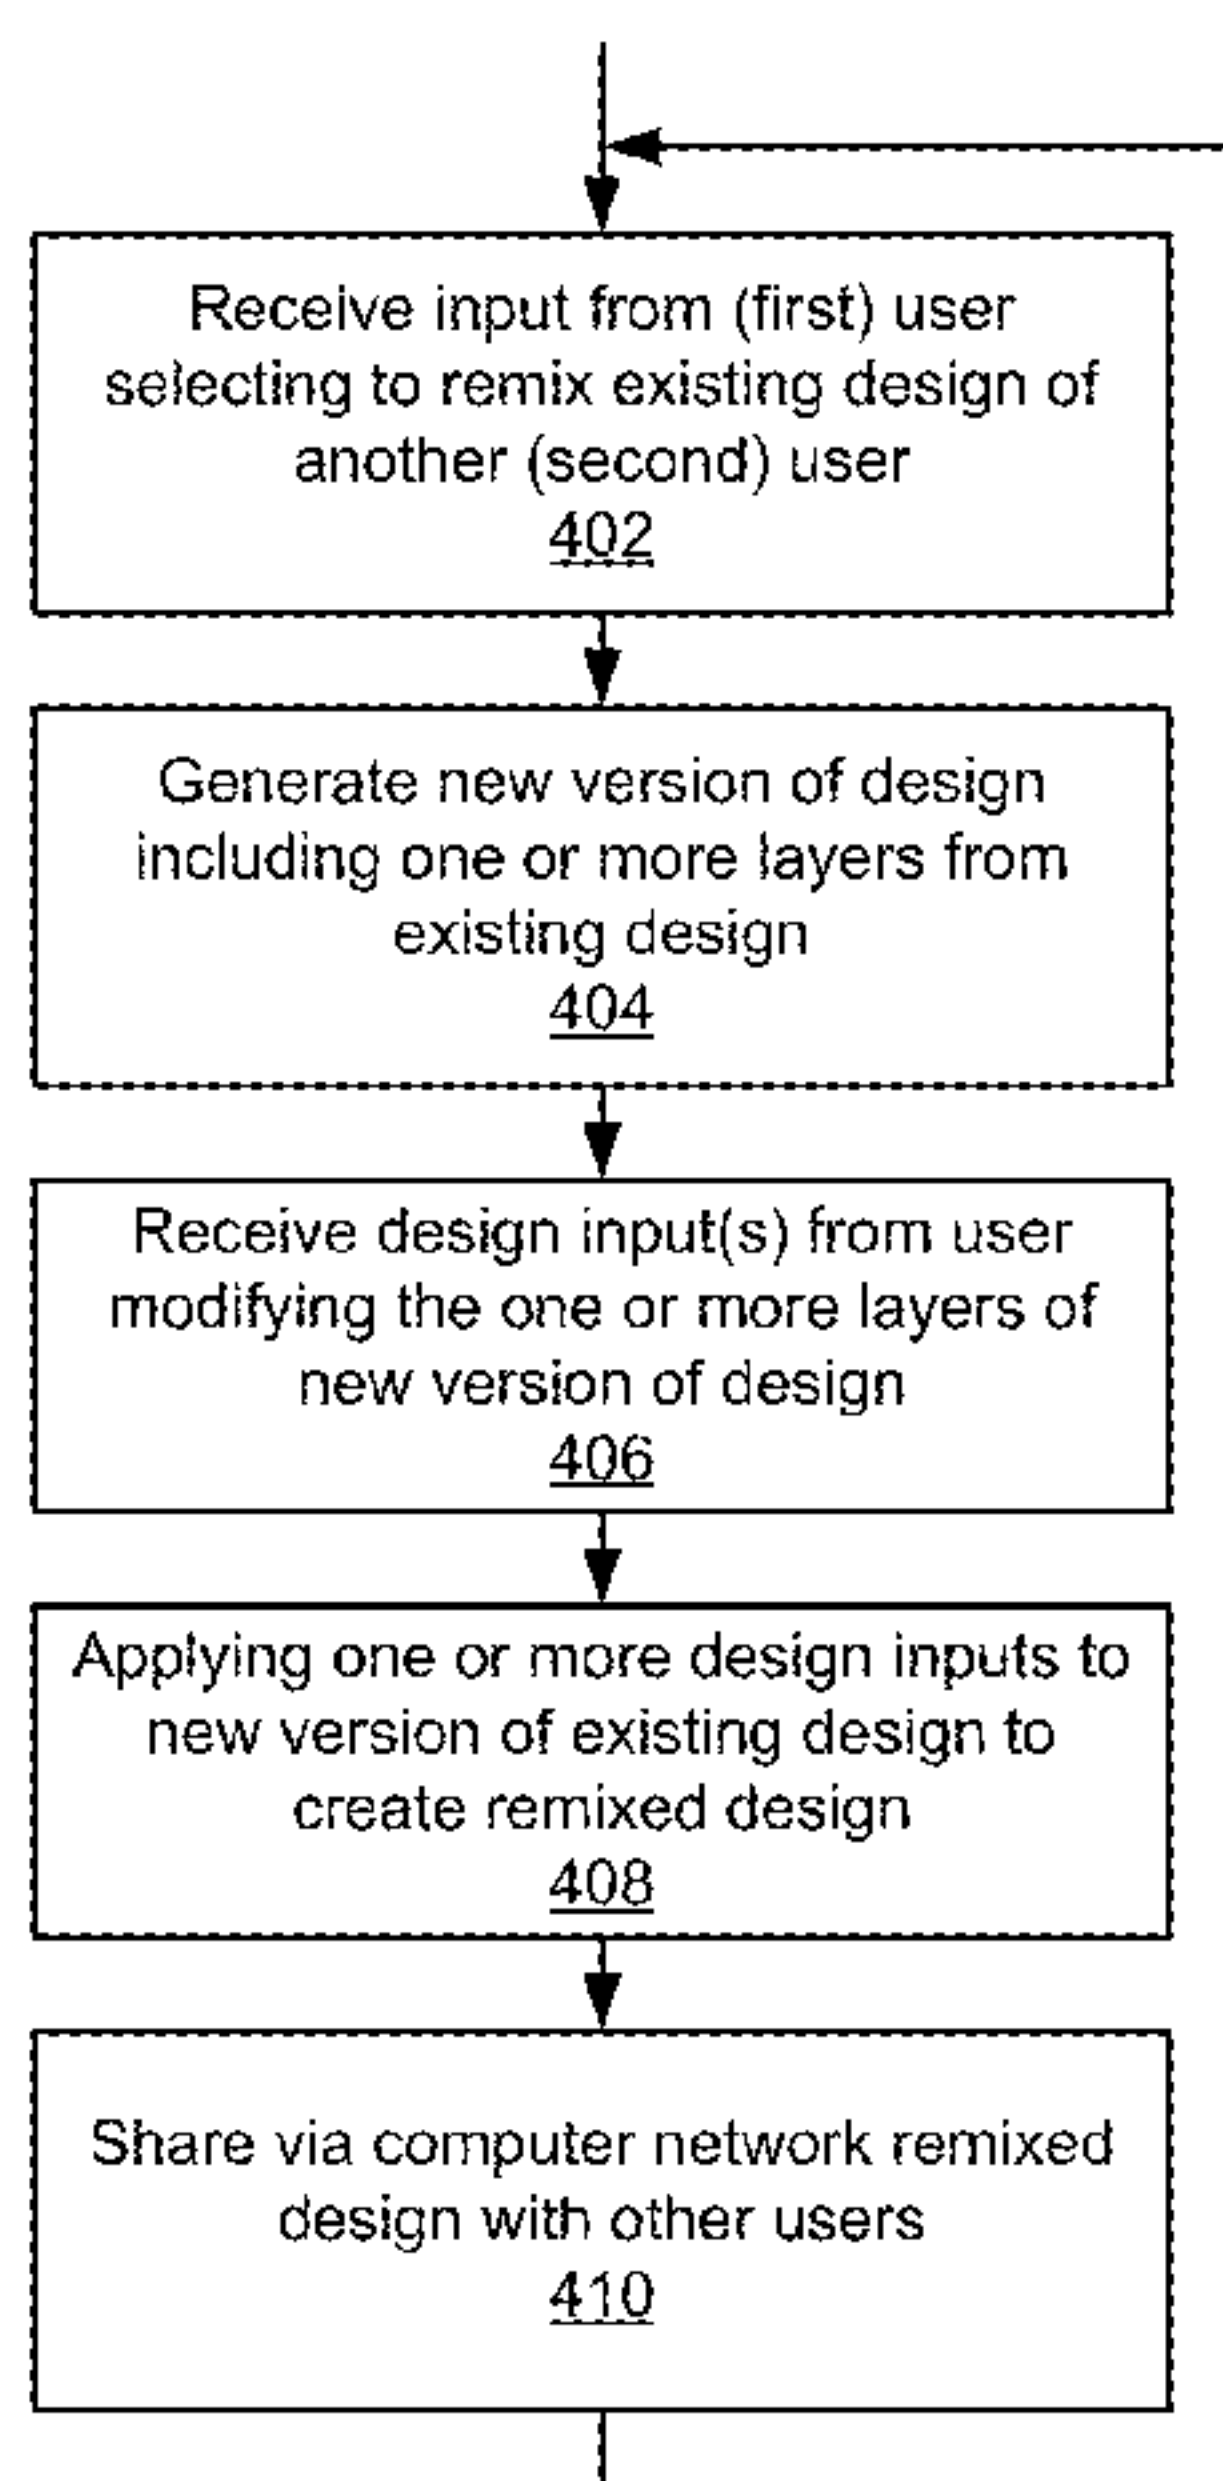 Receive input from (first) user
selecting to remix existing design of
another (second) user
402
Generate new version of design
including one or more layers from
existing design
404
Receive design input(s) from user
modifying the one or more layers of
new version of design
406
Applying one or more design inputs to
new version of existing design to
create remixed design
408
Share via computer network remixed
design with other users
410